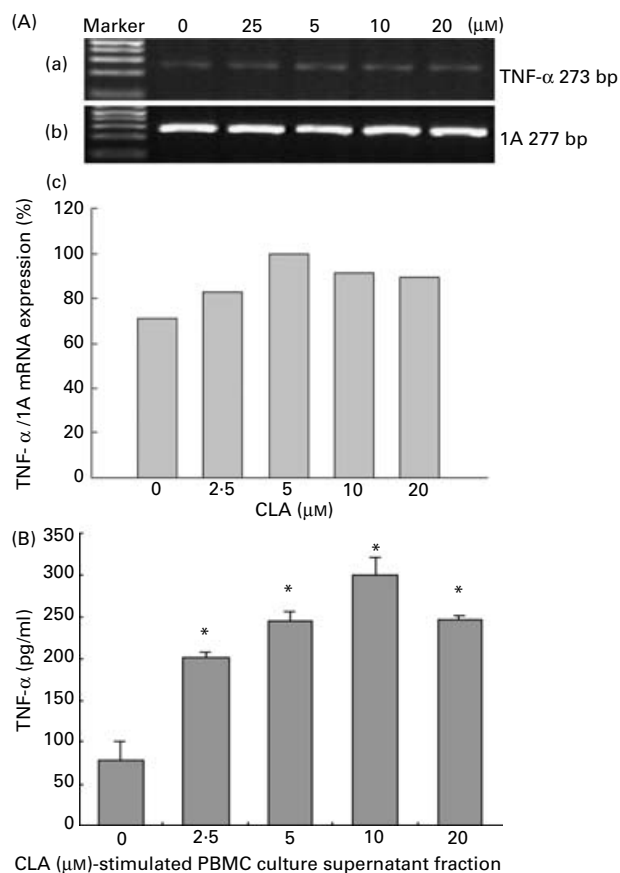 (A)
Marker 0 25 5 10 20 (μM)
(a)
TNF-α 273 bp
(b)
1A 277 bp
(c)
TNF- α /1A mRNA expression (%)
120
100
80
60
40
20
0
0 2·5 5 10 20
CLA (μM)
(B)
TNF-α (pg/ml)
350
300
250
200
150
100
50
0
* * * *
0 2·5 5 10 20
CLA (μM)-stimulated PBMC culture supernatant fraction